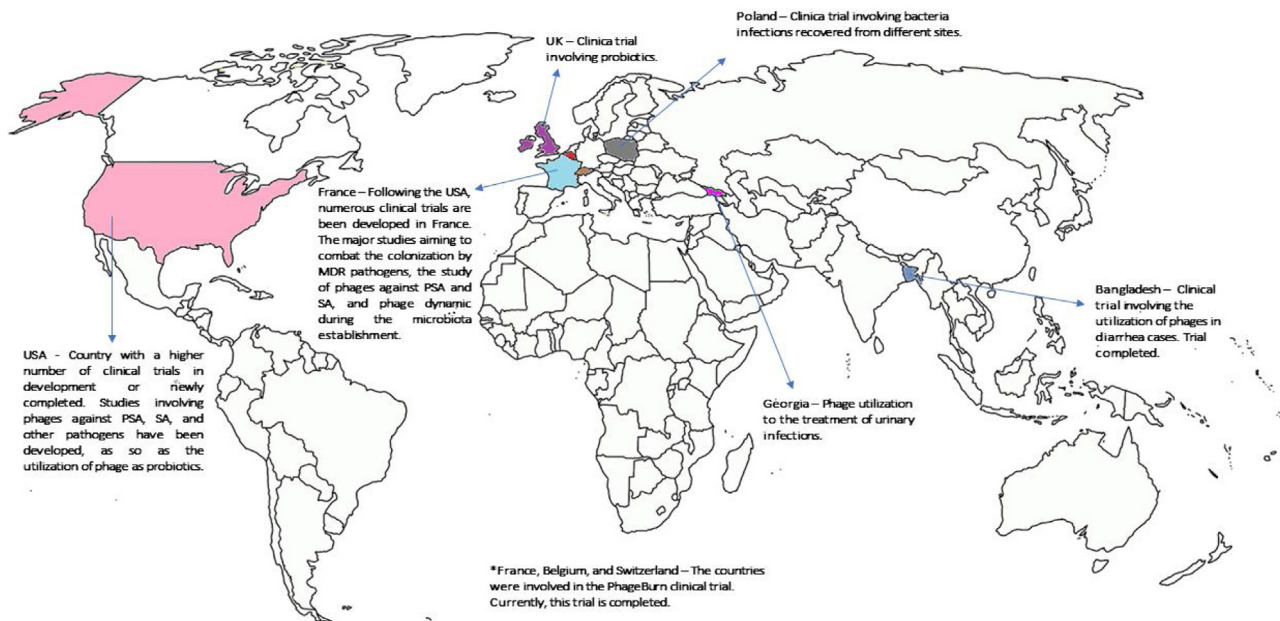 Poland – Clinica trial involving bacteria
infections recovered from different sites.
UK – Clinica trial
involving probiotics.
France – Following the USA,
numerous clinical trials are
been developed in France.
The major studies aiming to
combat the colonization by
MDR pathogens, the study
of phages against PSA and
SA, and phage dynamic
during the microbiota
establishment.
USA - Country with a higher
number of clinical trials in
development or newly
completed. Studies involving
phages against PSA, SA, and
other pathogens have been
developed, as so as the
utilization of phage as probiotics.
Bangladesh – Clinical
trial involving the
utilization of phages in
diarrhea cases. Trial
completed.
Georgia – Phage utilization
to the treatment of urinary
infections.
*France, Belgium, and Switzerland – The countries
were involved in the PhageBurn clinical trial.
Currently, this trial is completed.